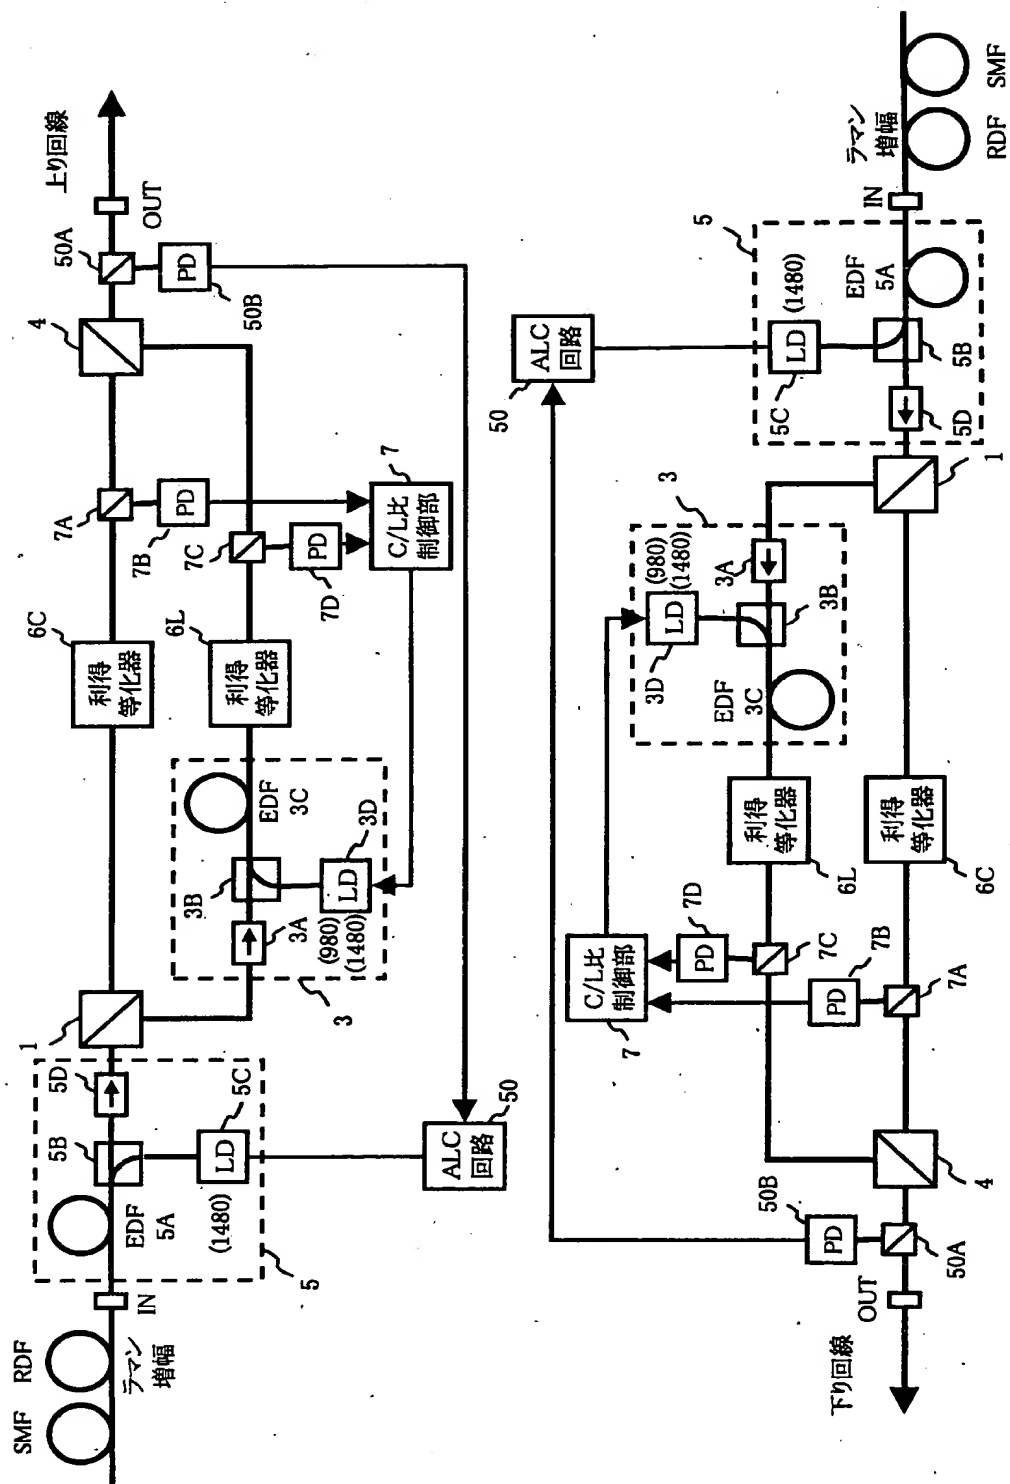 SMF
RDF
ラマン
増幅
IN
EDF
5A
5B
5D
5C
LD
(1480)
5
1
ALC
回路
50
3B
3A
EDF
3C
LD
3D
(980)
(1480)
3
利得
等化器
6C
利得
等化器
6L
7A
PD
7B
7C
PD
7D
C/L比
制御部
7
4
50A
PD
50B
OUT
上り回線
下り回線
OUT
50A
PD
50B
4
7A
PD
7B
7C
PD
7D
C/L比
制御部
7
利得
等化器
6L
利得
等化器
6C
EDF
3C
3D
LD
(980)
(1480)
3A
3B
3
1
ALC
回路
50
5D
5B
5C
LD
(1480)
EDF
5A
5
IN
ラマン
増幅
RDF
SMF